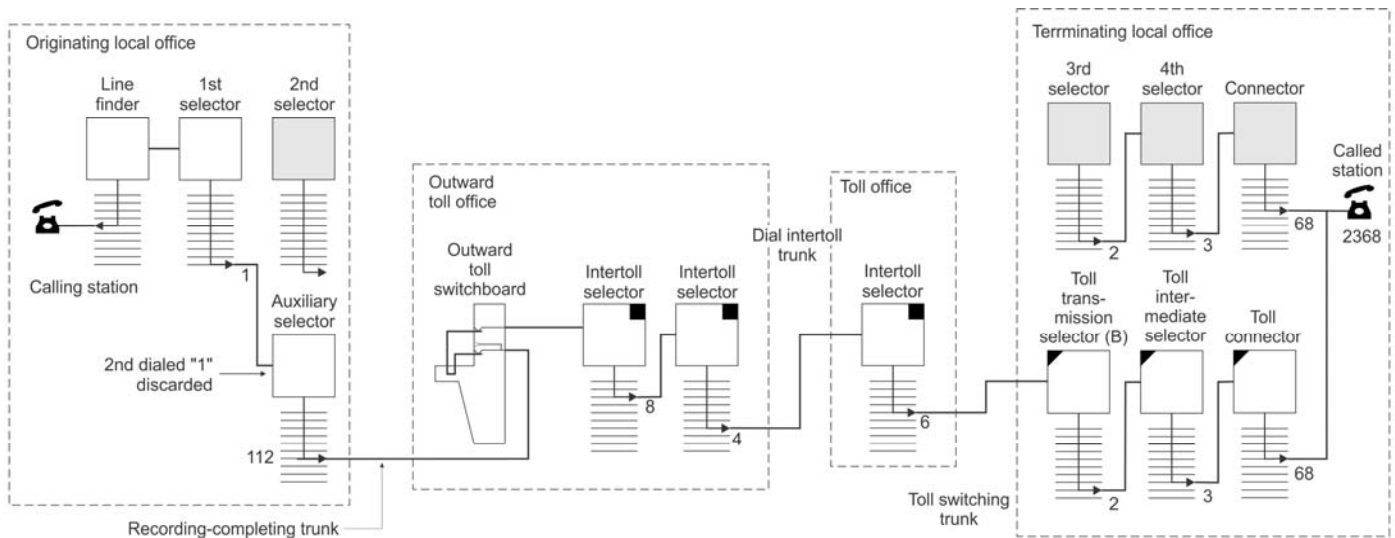 Originating local office
Line
finder
1st
selector
2nd
selector
Calling station
1
Auxiliary
selector
2nd dialed "1"
discarded
112
Recording-completing trunk
Outward
toll office
Outward
toll
switchboard
Intertoll
selector
8
Intertoll
selector
4
Dial intertoll
trunk
Toll office
Intertoll
selector
6
Toll switching
trunk
Terrminating local office
3rd
selector
2
4th
selector
3
Connector
68
Called
station
2368
Toll
trans-
mission
selector (B)
2
Toll
inter-
mediate
selector
3
Toll
connector
68